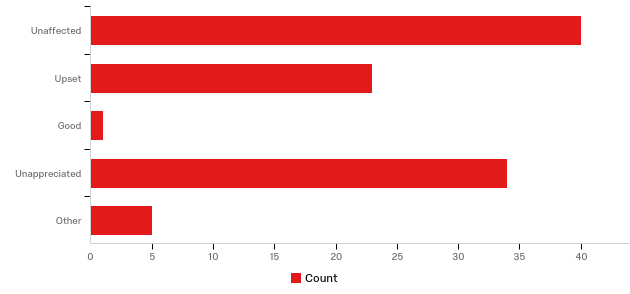 Unaffected
Upset
Good
Unappreciated
Other
0 5 10 15 20 25 30 35 40
Count